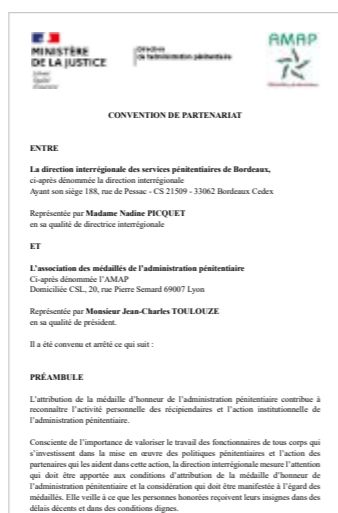 MINISTÈRE
DE LA JUSTICE
Liberté
Égalité
Fraternité
Direction
de l'administration pénitentiaire
AMAP
CONVENTION DE PARTENARIAT
ENTRE
La direction interrégionale des services pénitentiaires de Bordeaux,
ci-après dénommée la direction interrégionale
Ayant son siège 188, rue de Pessac - CS 21509 - 33062 Bordeaux Cedex
Représentée par Madame Nadine PICQUET
en sa qualité de directrice interrégionale
ET
L'association des médaillés de l'administration pénitentiaire
Ci-après dénommée l'AMAP
Domiciliée CSL, 20, rue Pierre Semard 69007 Lyon
Représentée par Monsieur Jean-Charles TOULOUZE
en sa qualité de président.
Il a été convenu et arrêté ce qui suit :
PRÉAMBULE
L'attribution de la médaille d'honneur de l'administration pénitentiaire contribue à
reconnaître l'activité personnelle des récipiendaires et l'action institutionnelle de
l'administration pénitentiaire.
Consciente de l'importance de valoriser le travail des fonctionnaires de tous corps qui
s'investissent dans la mise en œuvre des politiques pénitentiaires et l'action des
partenaires qui les aident dans cette action, la direction interrégionale mesure l'attention
qui doit être apportée aux conditions d'attribution de la médaille d'honneur de
l'administration pénitentiaire et la considération qui doit être manifestée à l'égard des
médaillés. Elle veille à ce que les personnes honorées reçoivent leurs insignes dans des
délais décents et dans des conditions dignes.